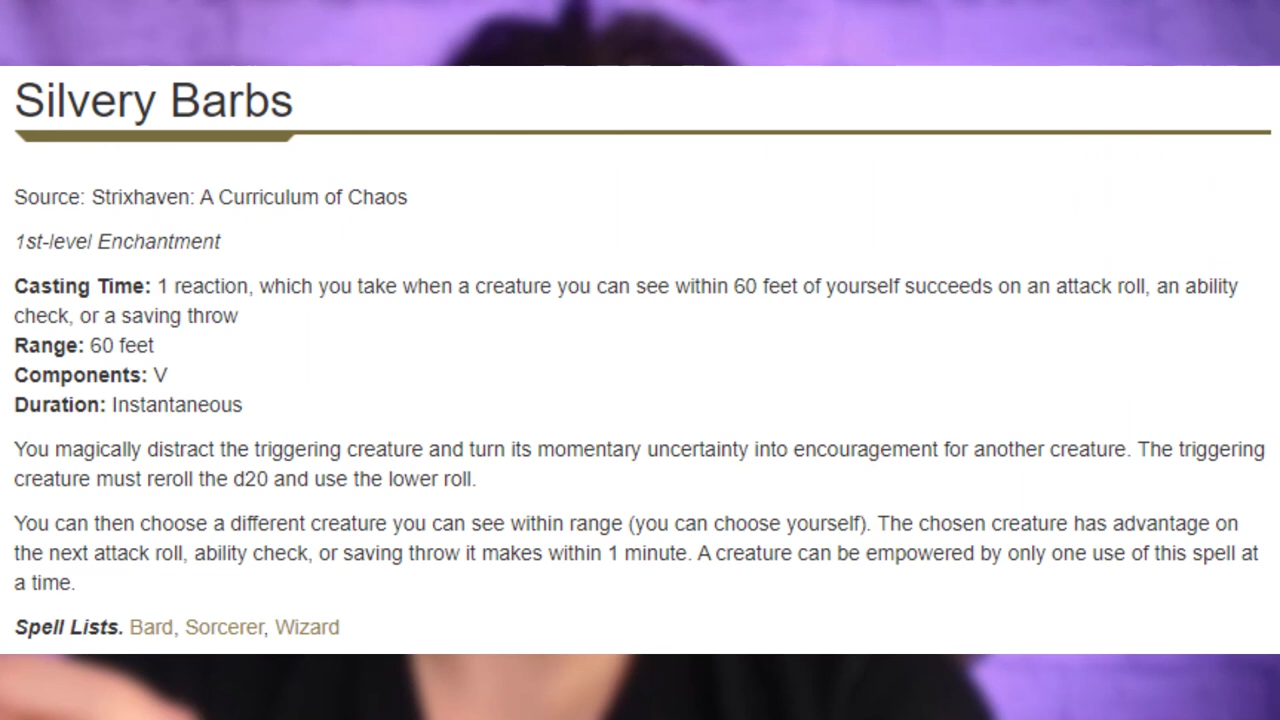 Silvery Barbs
Source: Strixhaven: A Curriculum of Chaos
1st-level Enchantment
Casting Time: 1 reaction, which you take when a creature you can see within 60 feet of yourself succeeds on an attack roll, an ability
check, or a saving throw
Range: 60 feet
Components: V
Duration: Instantaneous
You magically distract the triggering creature and turn its momentary uncertainty into encouragement for another creature. The triggering
creature must reroll the d20 and use the lower roll.
You can then choose a different creature you can see within range (you can choose yourself). The chosen creature has advantage on
the next attack roll, ability check, or saving throw it makes within 1 minute. A creature can be empowered by only one use of this spell at
a time.
Spell Lists. Bard, Sorcerer, Wizard